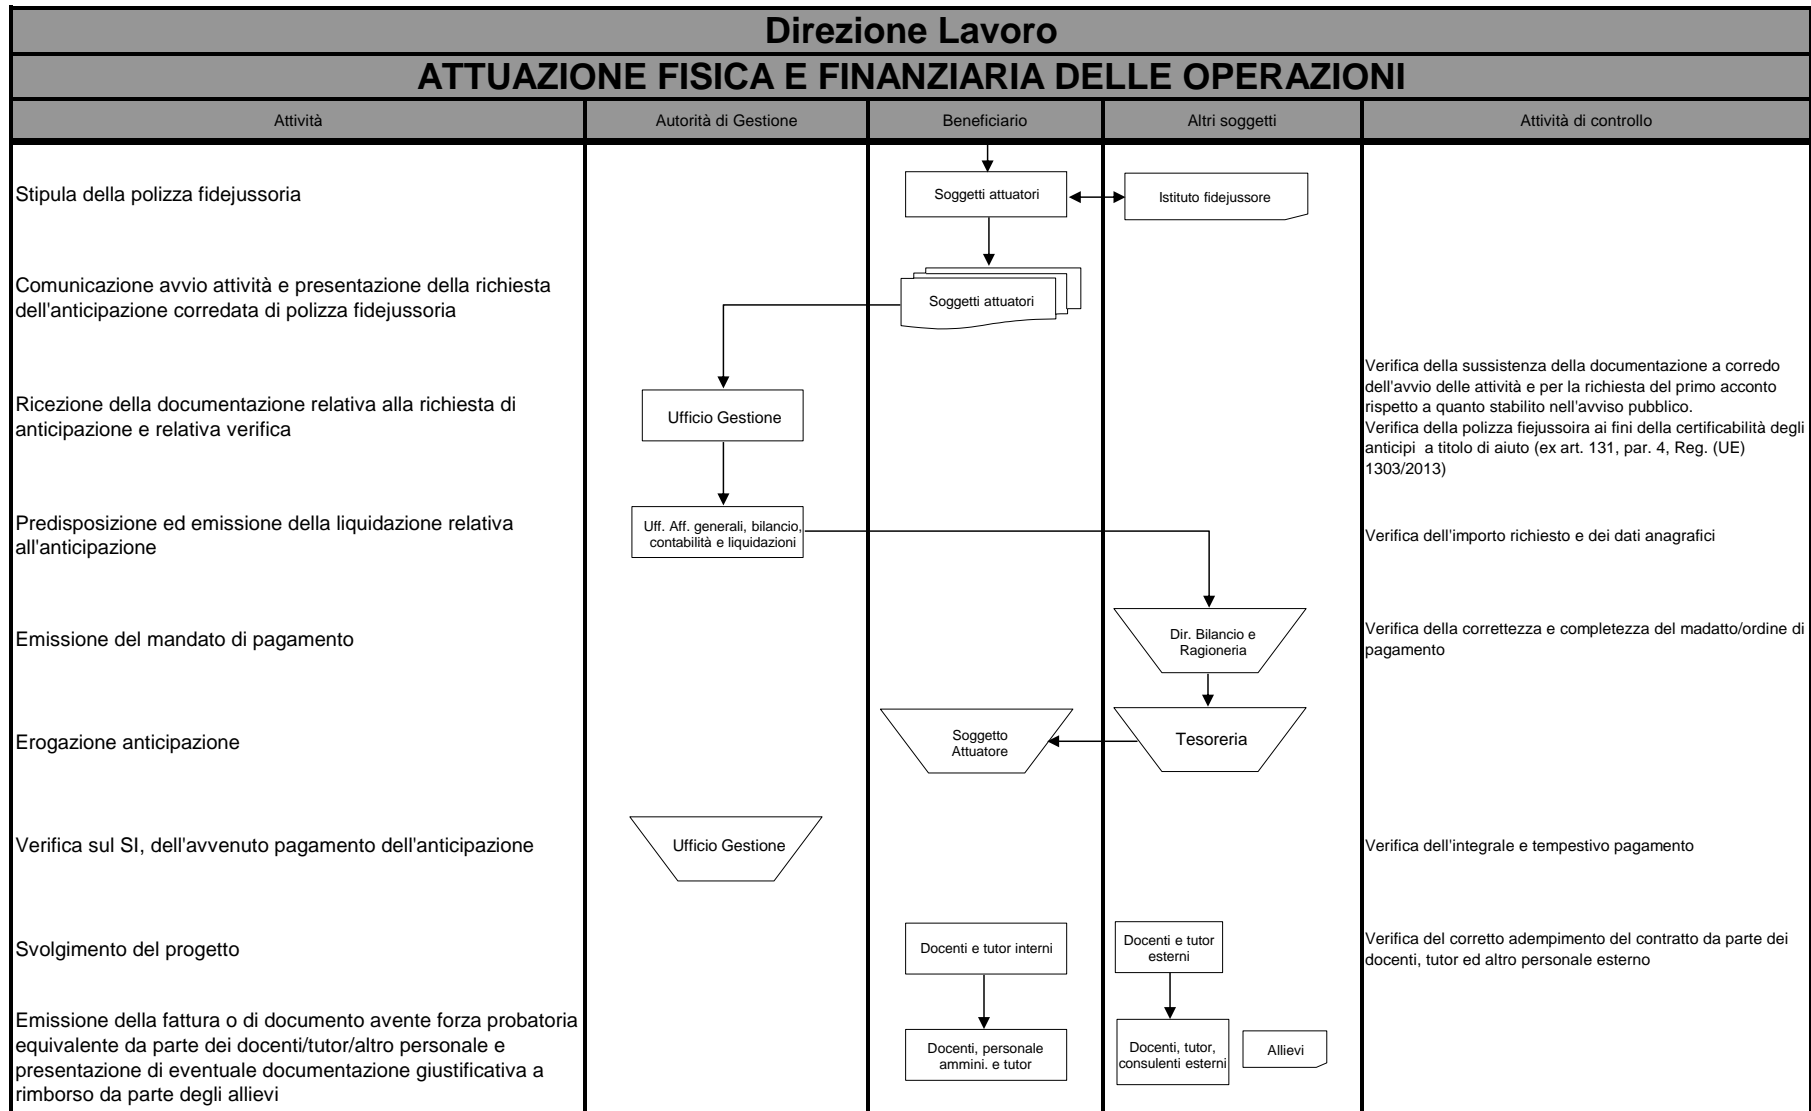 Direzione Lavoro
ATTUAZIONE FISICA E FINANZIARIA DELLE OPERAZIONI
Attività
Autorità di Gestione
Beneficiario
Altri soggetti
Attività di controllo
Stipula della polizza fidejussoria
Soggetti attuatori
Istituto fidejussore
Comunicazione avvio attività e presentazione della richiesta
dell'anticipazione corredata di polizza fidejussoria
Soggetti attuatori
Ricezione della documentazione relativa alla richiesta di
anticipazione e relativa verifica
Ufficio Gestione
Verifica della sussistenza della documentazione a corredo
dell'avvio delle attività e per la richiesta del primo acconto
rispetto a quanto stabilito nell'avviso pubblico.
Verifica della polizza fiejussoira ai fini della certificabilità degli
anticipi  a titolo di aiuto (ex art. 131, par. 4, Reg. (UE)
1303/2013)
Predisposizione ed emissione della liquidazione relativa
all'anticipazione
Uff. Aff. generali, bilancio,
contabilità e liquidazioni
Verifica dell'importo richiesto e dei dati anagrafici
Emissione del mandato di pagamento
Dir. Bilancio e
Ragioneria
Verifica della correttezza e completezza del madatto/ordine di
pagamento
Erogazione anticipazione
Soggetto
Attuatore
Tesoreria
Verifica sul SI, dell'avvenuto pagamento dell'anticipazione
Ufficio Gestione
Verifica dell'integrale e tempestivo pagamento
Svolgimento del progetto
Docenti e tutor interni
Docenti e tutor
esterni
Verifica del corretto adempimento del contratto da parte dei
docenti, tutor ed altro personale esterno
Emissione della fattura o di documento avente forza probatoria
equivalente da parte dei docenti/tutor/altro personale e
presentazione di eventuale documentazione giustificativa a
rimborso da parte degli allievi
Docenti, personale
ammini. e tutor
Docenti, tutor,
consulenti esterni
Allievi